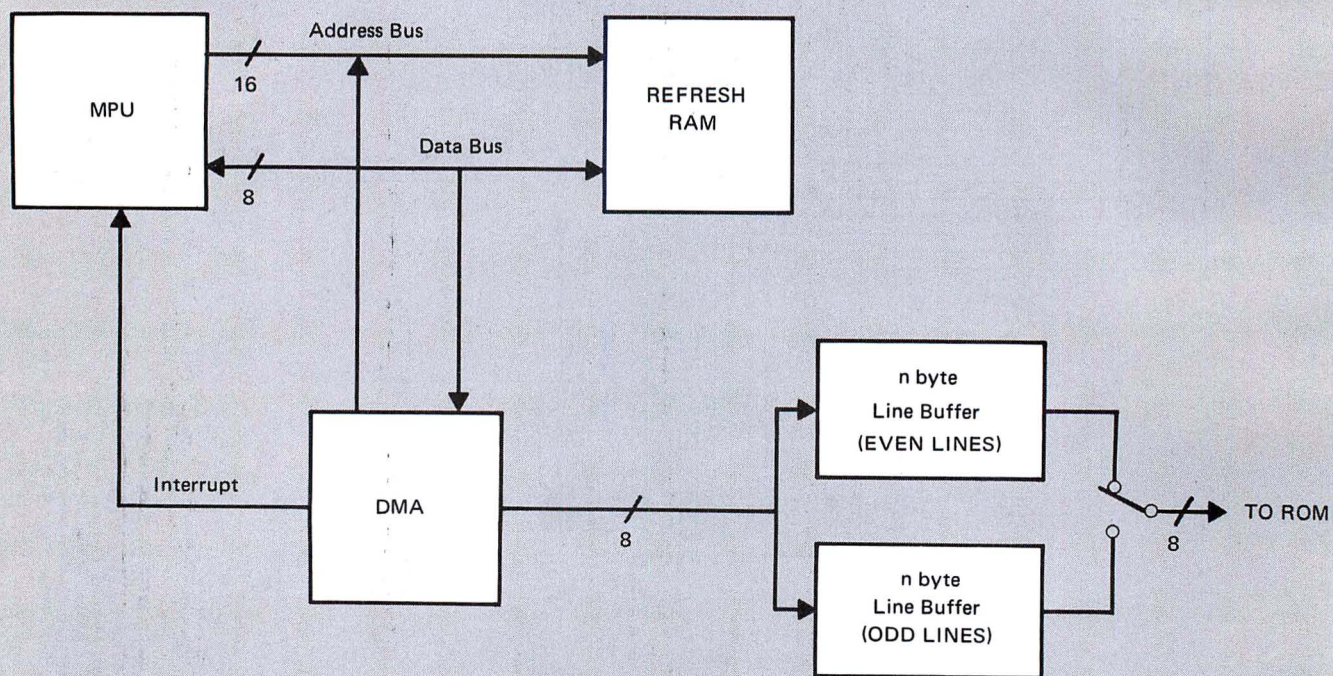 Address Bus
16
MPU
REFRESH
RAM
Data Bus
8
n byte
Line Buffer
(EVEN LINES)
Interrupt
DMA
8
TO ROM
8
n byte
Line Buffer
(ODD LINES)